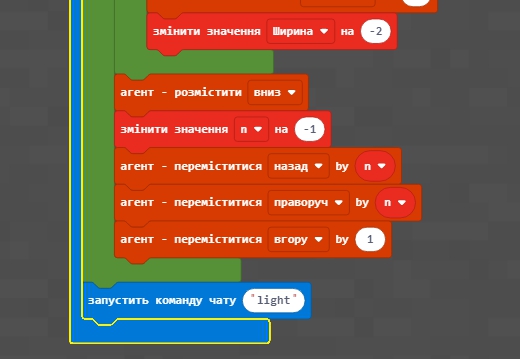 змінити значення Ширина на -2
агент - розмістити вниз
змінити значення n на -1
агент - переміститися назад by n
агент - переміститися праворуч by n
агент - переміститися вгору by 1
запустить команду чату "light"